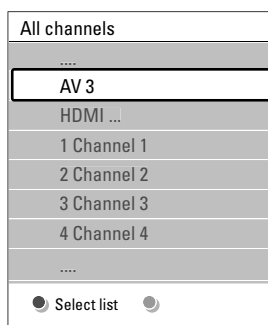 All channels
....
AV 3
HDMI ...
1 Channel 1
2 Channel 2
3 Channel 3
4 Channel 4
....
Select list